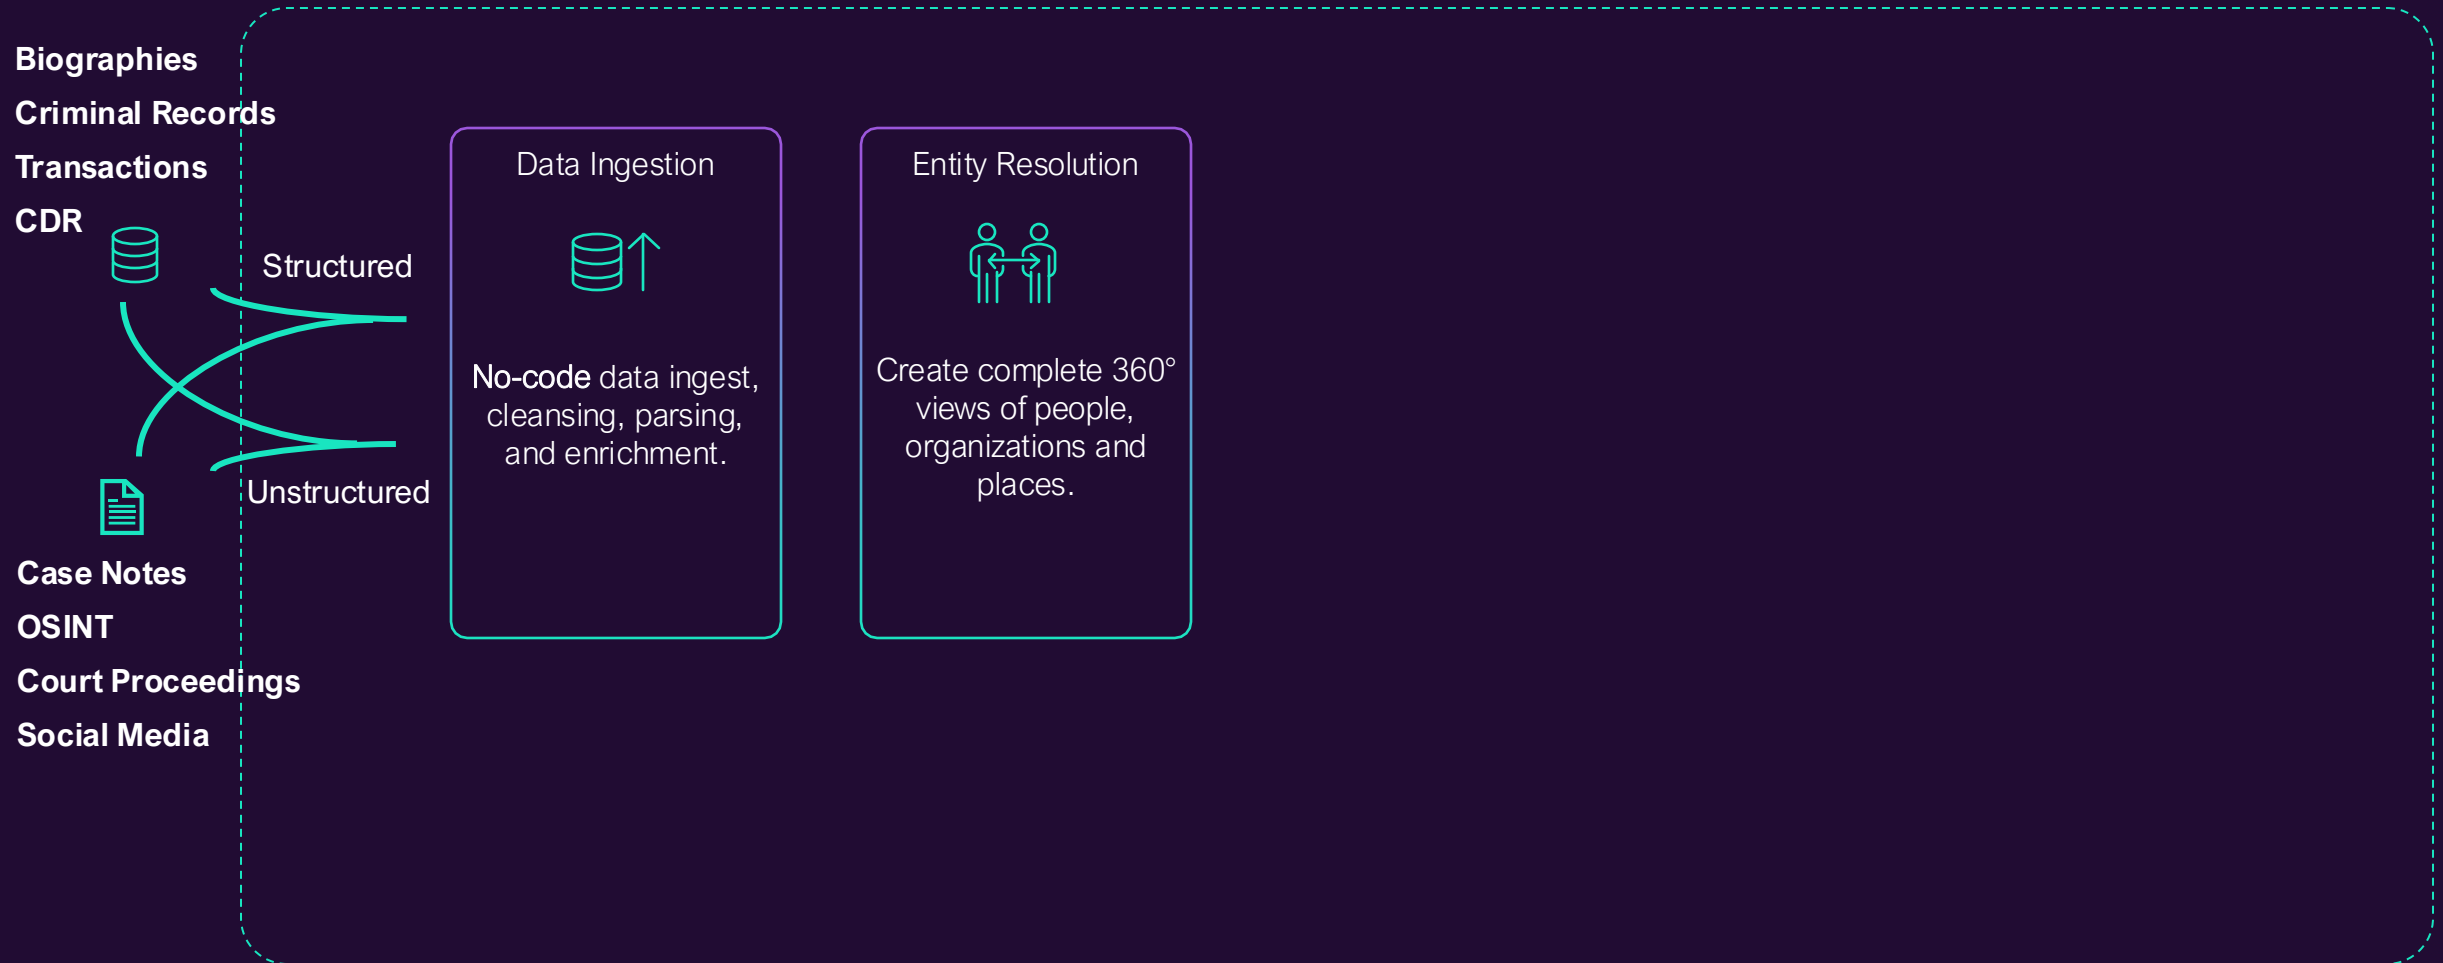 Biographies
Criminal Records
Transactions
CDR
Structured
Unstructured
Case Notes
OSINT
Court Proceedings
Social Media
Data Ingestion
No-code data ingest,
cleansing, parsing,
and enrichment.
Entity Resolution
Create complete 360°
views of people,
organizations and
places.